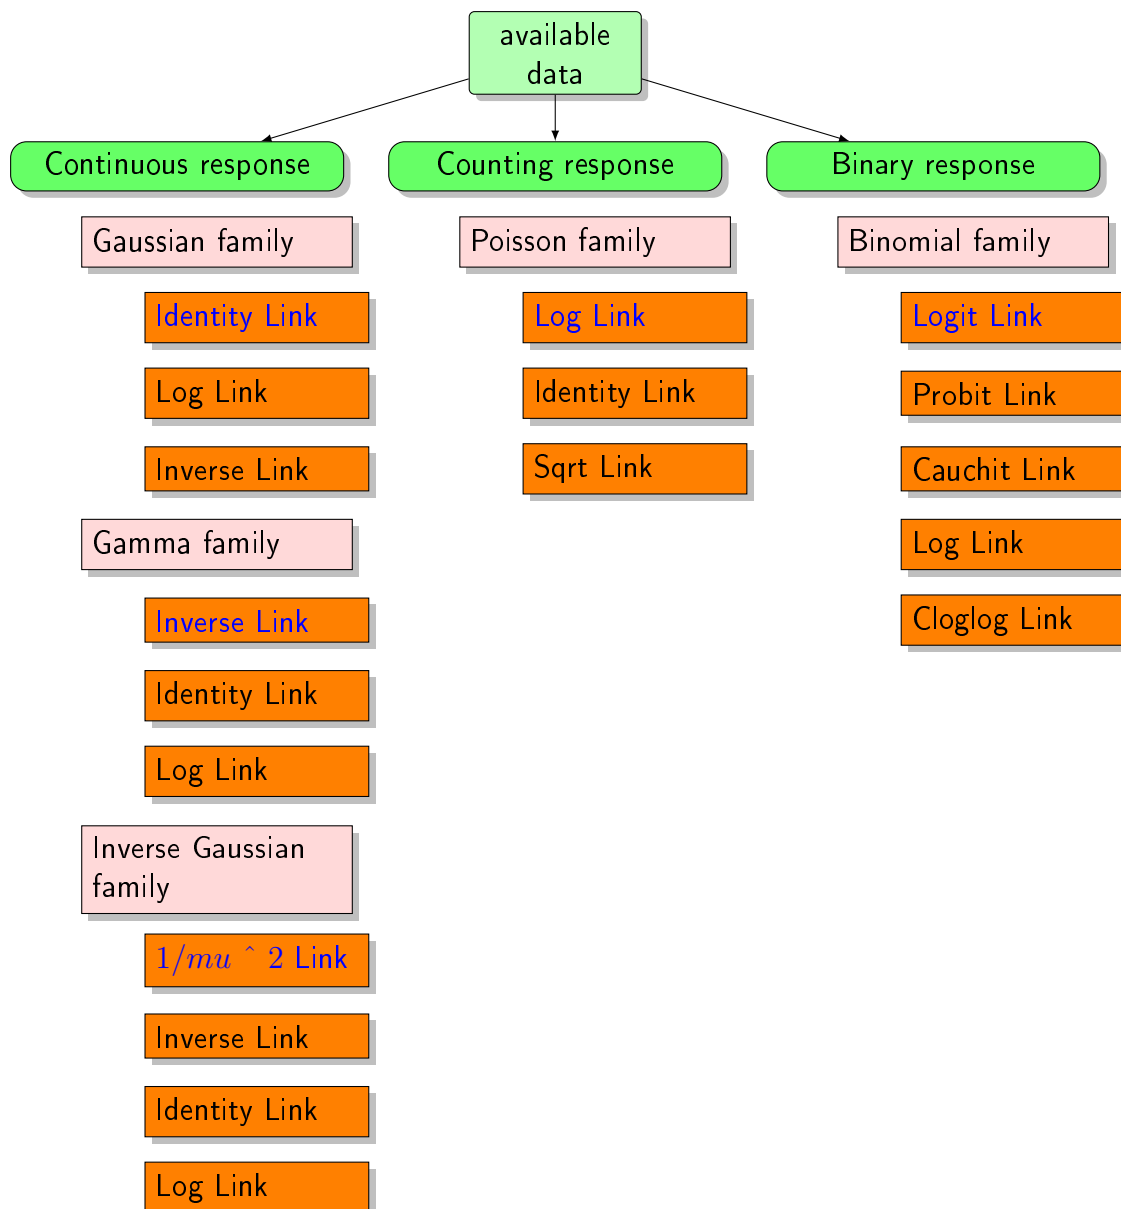 available
data
Continuous response
Counting response
Binary response
Gaussian family
Identity Link
Log Link
Inverse Link
Gamma family
Inverse Link
Identity Link
Log Link
Inverse Gaussian
family
1/mu ^ 2 Link
Inverse Link
Identity Link
Log Link
Poisson family
Log Link
Identity Link
Sqrt Link
Binomial family
Logit Link
Probit Link
Cauchit Link
Log Link
Cloglog Link